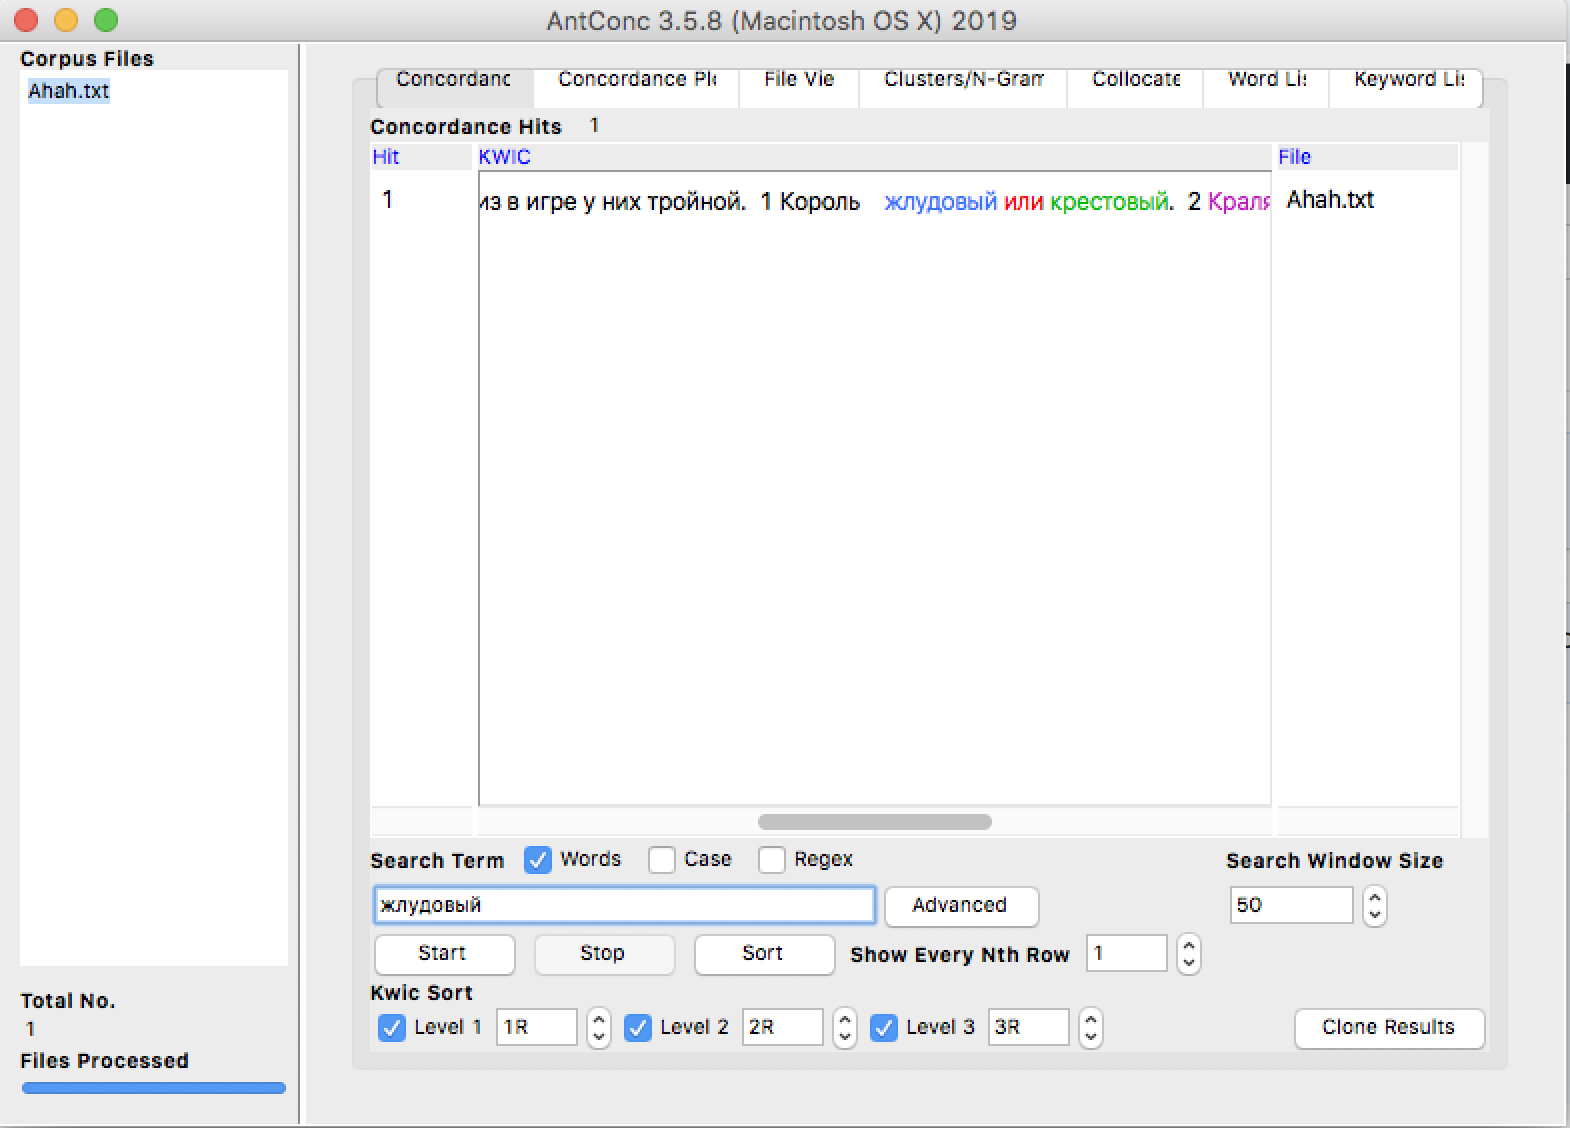 AntConc 3.5.8 (Macintosh OS X) 2019
Corpus Files
Ahah.txt
Concordanc Concordance Plo File Vie Clusters/N-Gram Collocate Word Lis Keyword Lis
Concordance Hits 1
Hit KWIC File
1 из в игре у них тройной. 1 Король жлудовый или крестовый. 2 Краля Ahah.txt
Search Term Words Case Regex Search Window Size
жлудовый Advanced 50
Start Stop Sort Show Every Nth Row 1
Kwic Sort
Level 1 1R Level 2 2R Level 3 3R Clone Results
Total No.
1
Files Processed